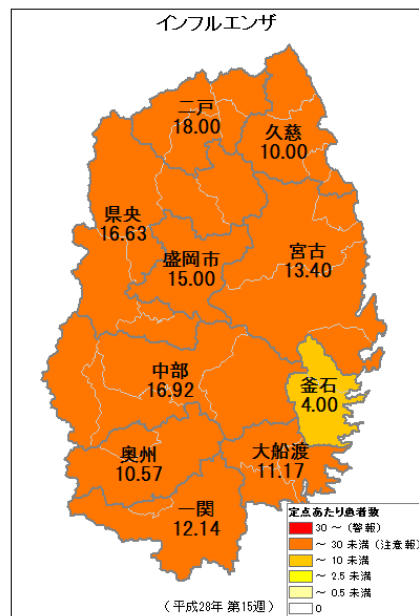 インフルエンザ
二戸
18.00
久慈
10.00
県央
16.63
盛岡市
15.00
宮古
13.40
中部
16.92
釜石
4.00
奥州
10.57
大船渡
11.17
一関
12.14
定点あたり患者数
30 ～ (警報)
～ 30 未満 (注意報)
～ 10 未満
～ 2.5 未満
～ 0.5 未満
0
(平成28年 第15週)